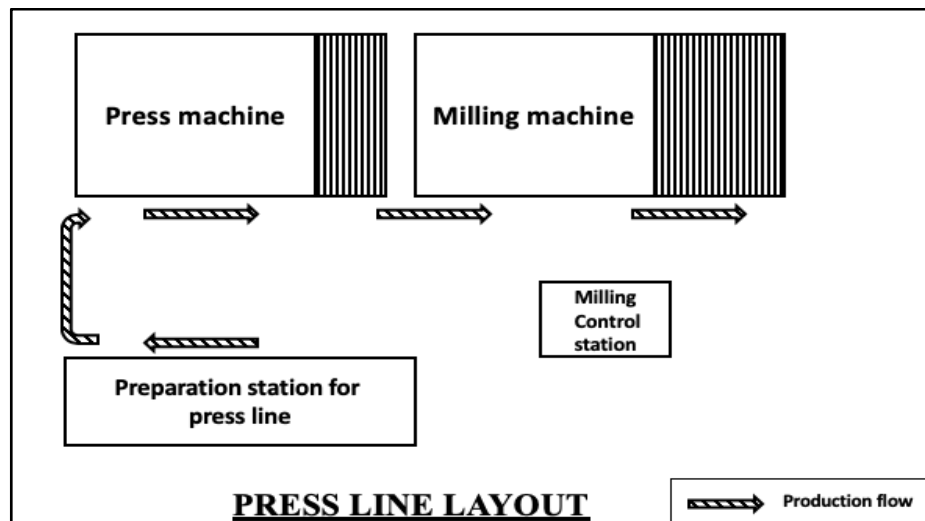 Press machine
Milling machine
Milling
Control
station
Preparation station for
press line
PRESS LINE LAYOUT
Production flow